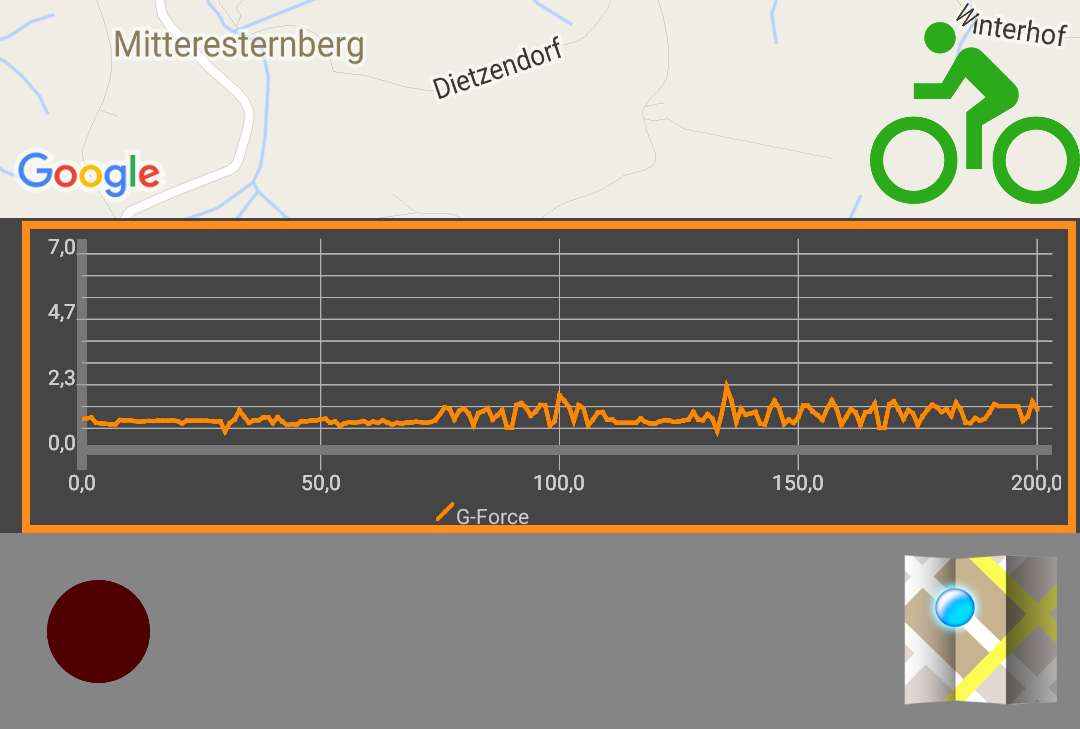 Winterhof
Mitteresternberg
Dietzendorf
Google
7,0
4,7
2,3
0,0
0,0 50,0 100,0 150,0 200,0
G-Force